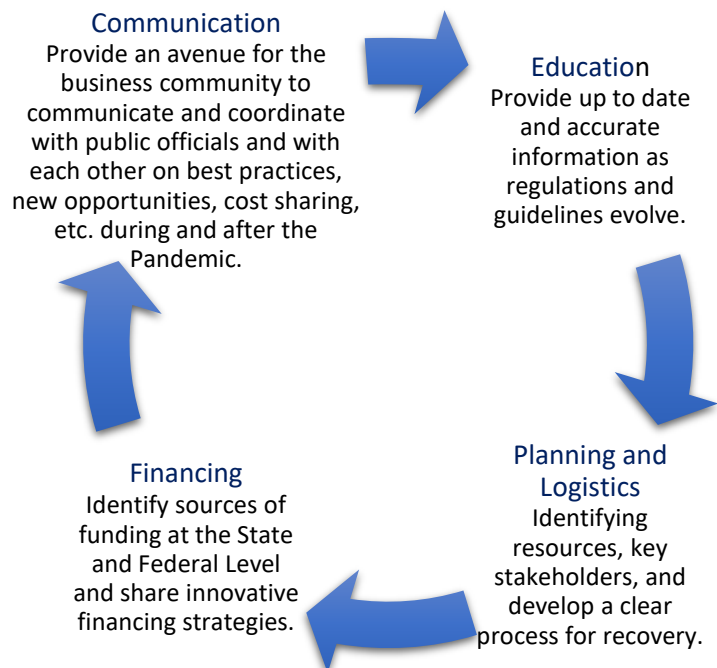 Communication
Provide an avenue for the
business community to
communicate and coordinate
with public officials and with
each other on best practices,
new opportunities, cost sharing,
etc. during and after the
Pandemic.
Education
Provide up to date
and accurate
information as
regulations and
guidelines evolve.
Planning and
Logistics
Identifying
resources, key
stakeholders, and
develop a clear
process for recovery.
Financing
Identify sources of
funding at the State
and Federal Level
and share innovative
financing strategies.